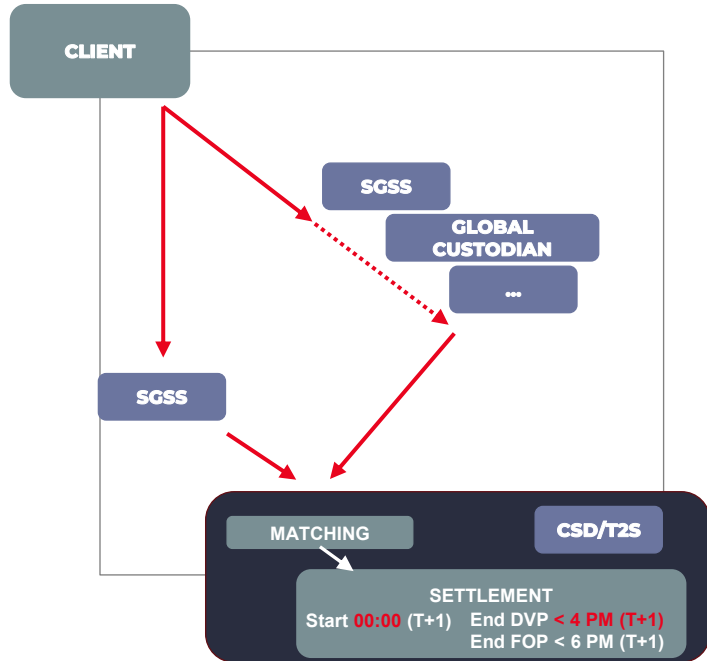 CLIENT
SGSS
GLOBAL
CUSTODIAN
...
SGSS
MATCHING
CSD/T2S
SETTLEMENT
Start 00:00 (T+1)
End DVP < 4 PM (T+1)
End FOP < 6 PM (T+1)